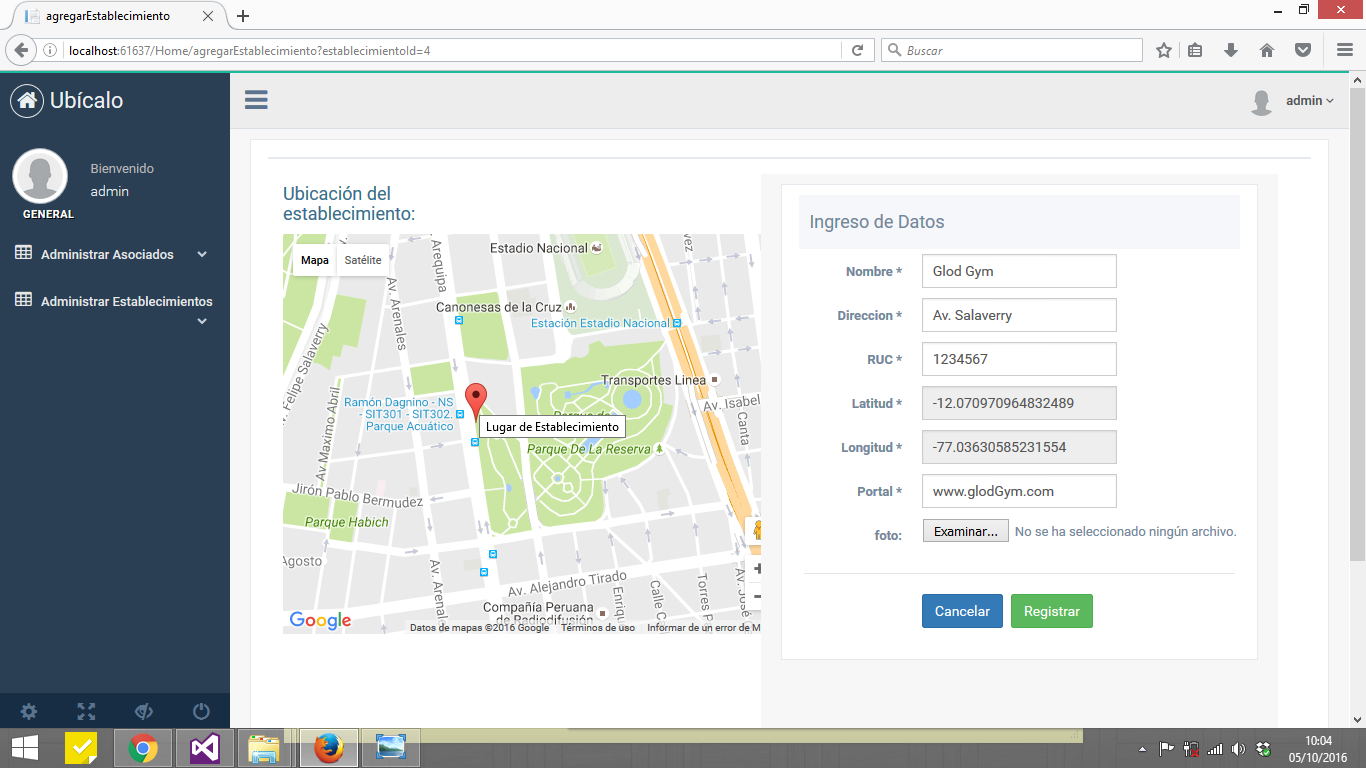 agregarEstablecimiento
localhost:61637/Home/agregarEstablecimiento?establecimientoId=4
Buscar
Ubícalo
admin
Bienvenido
admin
GENERAL
Administrar Asociados
Administrar Establecimientos
Ubicación del
establecimiento:
Mapa
Satélite
Estadio Nacional
Arequipa
Av. Arenales
Canonesas de la Cruz
Estación Estadio Nacional
Felipe Salaverry
Transportes Linea
Av. Isabel
Canta
Av. Maximo Abril
Ramón Dagnino - NS
- SIT301 - SIT302.
Parque Acuático
Lugar de Establecimiento
Parque De La Reserva
Jirón Pablo Bermudez
Parque Habich
Agosto
Av. Arenal
Av. Alejandro Tirado
Compañía Peruana
de Radiodifusión
Enriqu
Calle C
Torres P
Av. José
Google
Datos de mapas ©2016 Google
Términos de uso
Informar de un error de M
Ingreso de Datos
Nombre *
Glod Gym
Direccion *
Av. Salaverry
RUC *
1234567
Latitud *
-12.070970964832489
Longitud *
-77.03630585231554
Portal *
www.glodGym.com
foto:
Examinar...
No se ha seleccionado ningún archivo.
Cancelar
Registrar
10:04
05/10/2016